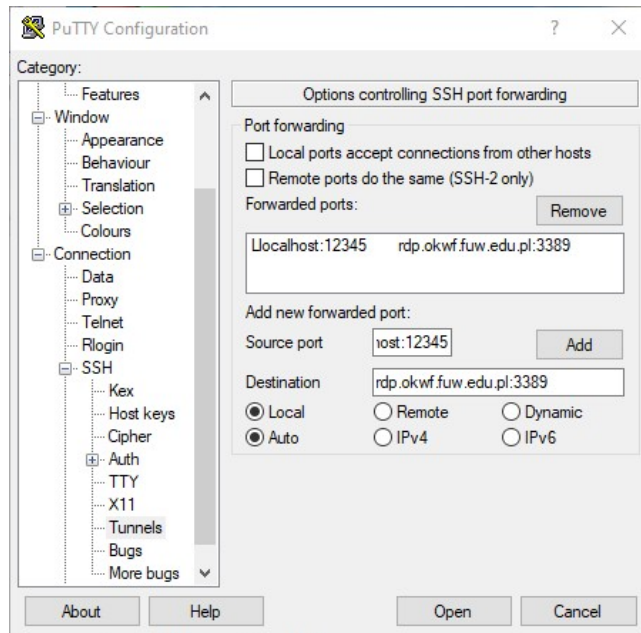 PuTTY Configuration
Category:
Features
Window
Appearance
Behaviour
Translation
Selection
Colours
Connection
Data
Proxy
Telnet
Rlogin
SSH
Kex
Host keys
Cipher
Auth
TTY
X11
Tunnels
Bugs
More bugs
Options controlling SSH port forwarding
Port forwarding
Local ports accept connections from other hosts
Remote ports do the same (SSH-2 only)
Forwarded ports:
Remove
Llocalhost:12345 rdp.okwf.fuw.edu.pl:3389
Add new forwarded port:
Source port
ost:12345
Add
Destination
rdp.okwf.fuw.edu.pl:3389
Local
Remote
Dynamic
Auto
IPv4
IPv6
About
Help
Open
Cancel